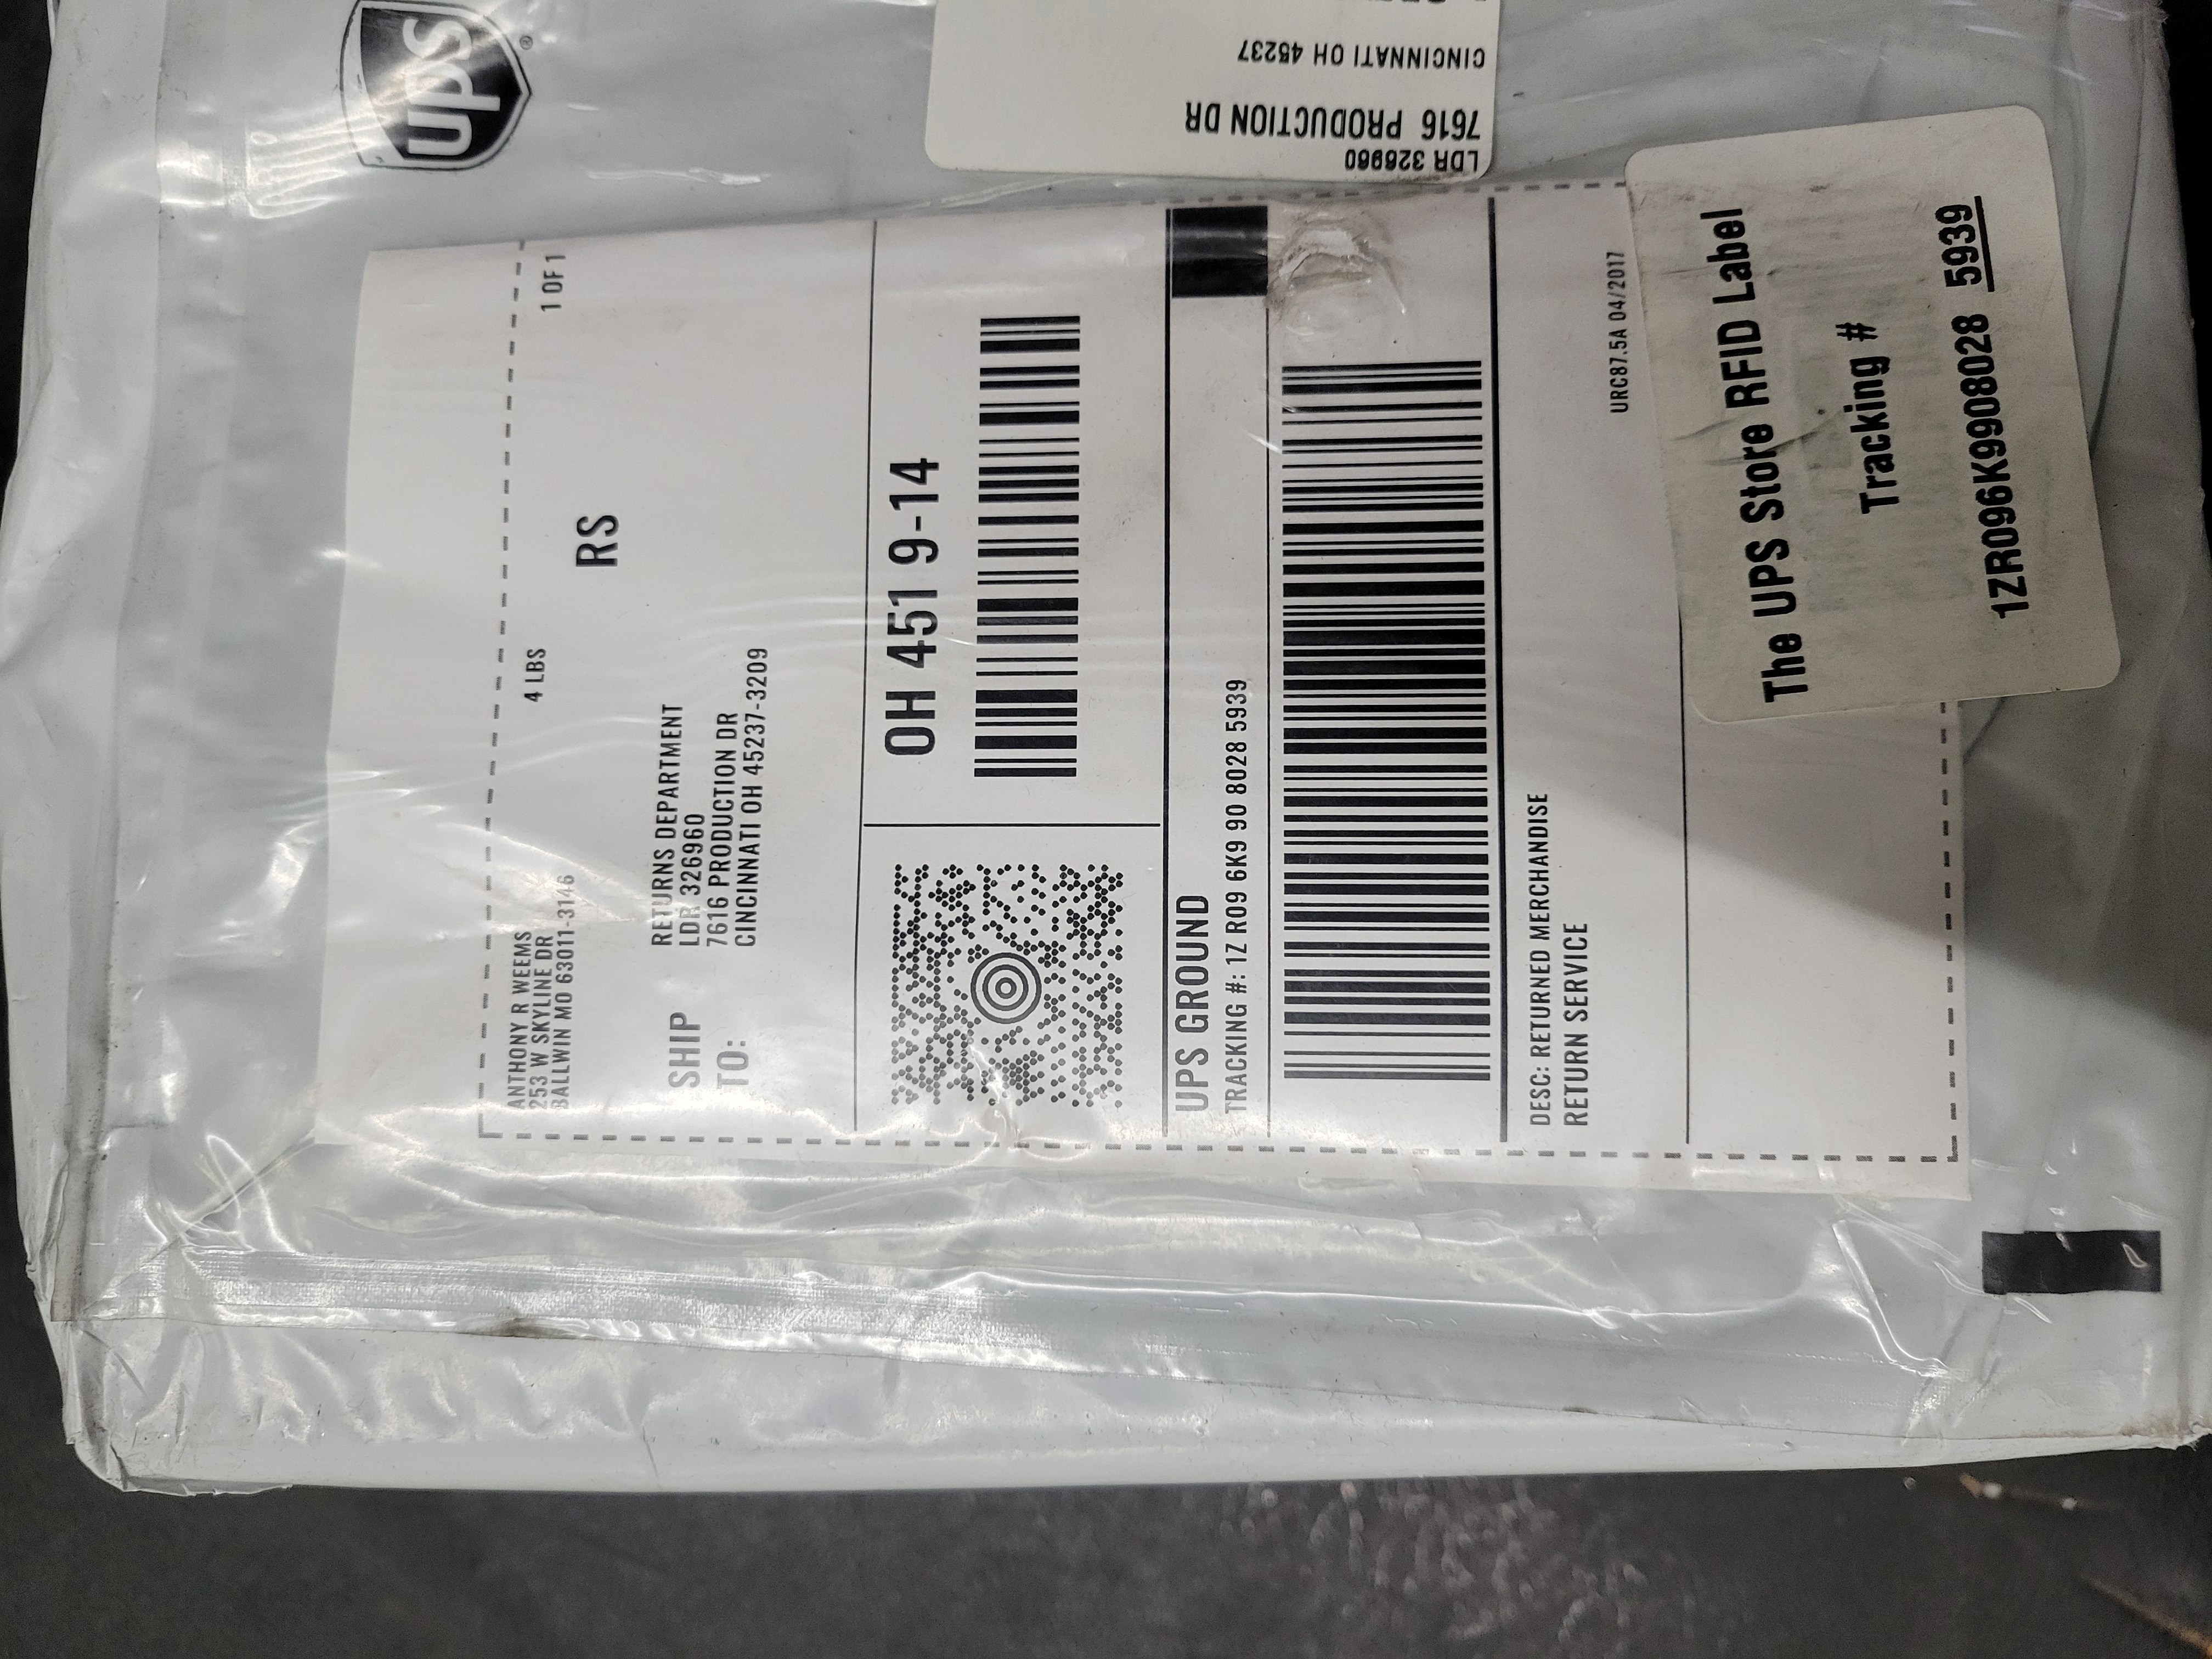 ups
®
ANTHONY R WEEMS
253 W SKYLINE DR
BALLWIN MO 63011-3146
4 LBS
1 OF 1
RS
SHIP TO:
RETURNS DEPARTMENT
LDR 326960
7616 PRODUCTION DR
CINCINNATI OH 45237-3209
OH 451 9-14
UPS GROUND
TRACKING #: 1Z R09 6K9 90 8028 5939
DESC: RETURNED MERCHANDISE
RETURN SERVICE
URC87.5A 04/2017
LDR 326960
7616 PRODUCTION DR
CINCINNATI OH 45237
The UPS Store RFID Label
Tracking #
1ZR096K9908028 5939